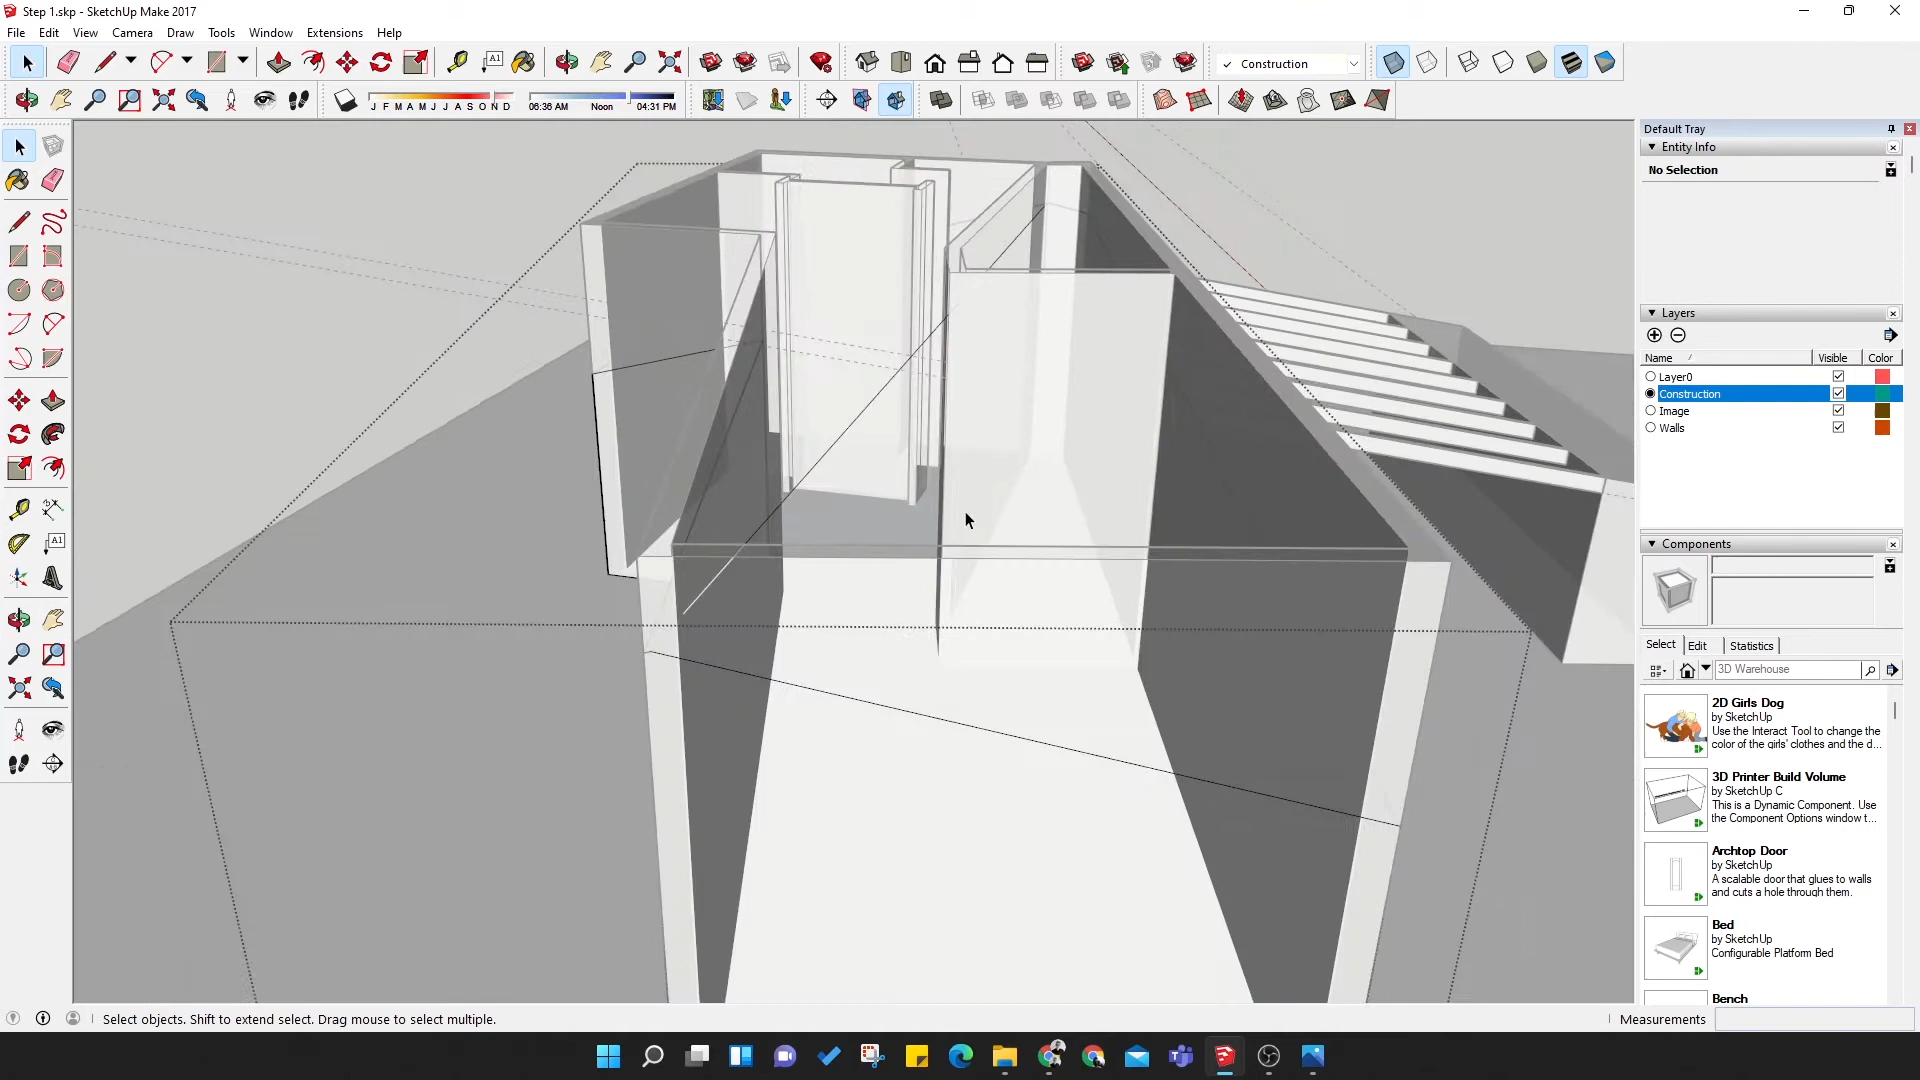 Step 1.skp - SketchUp Make 2017
File Edit View Camera Draw Tools Window Extensions Help
A1
✓ Construction
J F M A M J J A S O N D
06:36 AM Noon 04:31 PM
A1
Default Tray
Entity Info
No Selection
Layers
Name / Visible Color
Layer0
Construction
Image
Walls
Components
Select Edit Statistics
3D Warehouse
2D Girls Dog
by SketchUp
Use the Interact Tool to change the
color of the girls' clothes and the d...
3D Printer Build Volume
by SketchUp C
This is a Dynamic Component. Use
the Component Options window t...
Archtop Door
by SketchUp
A scalable door that glues to walls
and cuts a hole through them.
Bed
by SketchUp
Configurable Platform Bed
Bench
Select objects. Shift to extend select. Drag mouse to select multiple.
Measurements